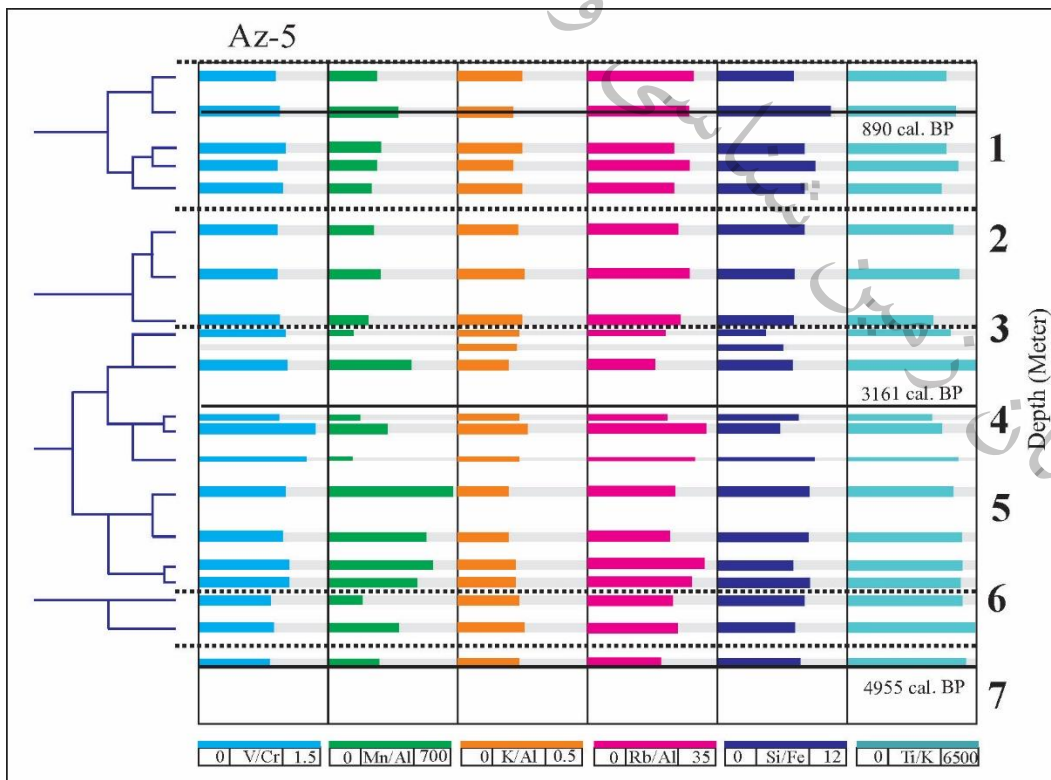 Az-5
890 cal. BP
1
2
3
3161 cal. BP
4
5
6
4955 cal. BP
7
Depth (Meter)
0 V/Cr 1.5
0 Mn/Al 700
0 K/Al 0.5
0 Rb/Al 35
0 Si/Fe 12
0 Ti/K 6500